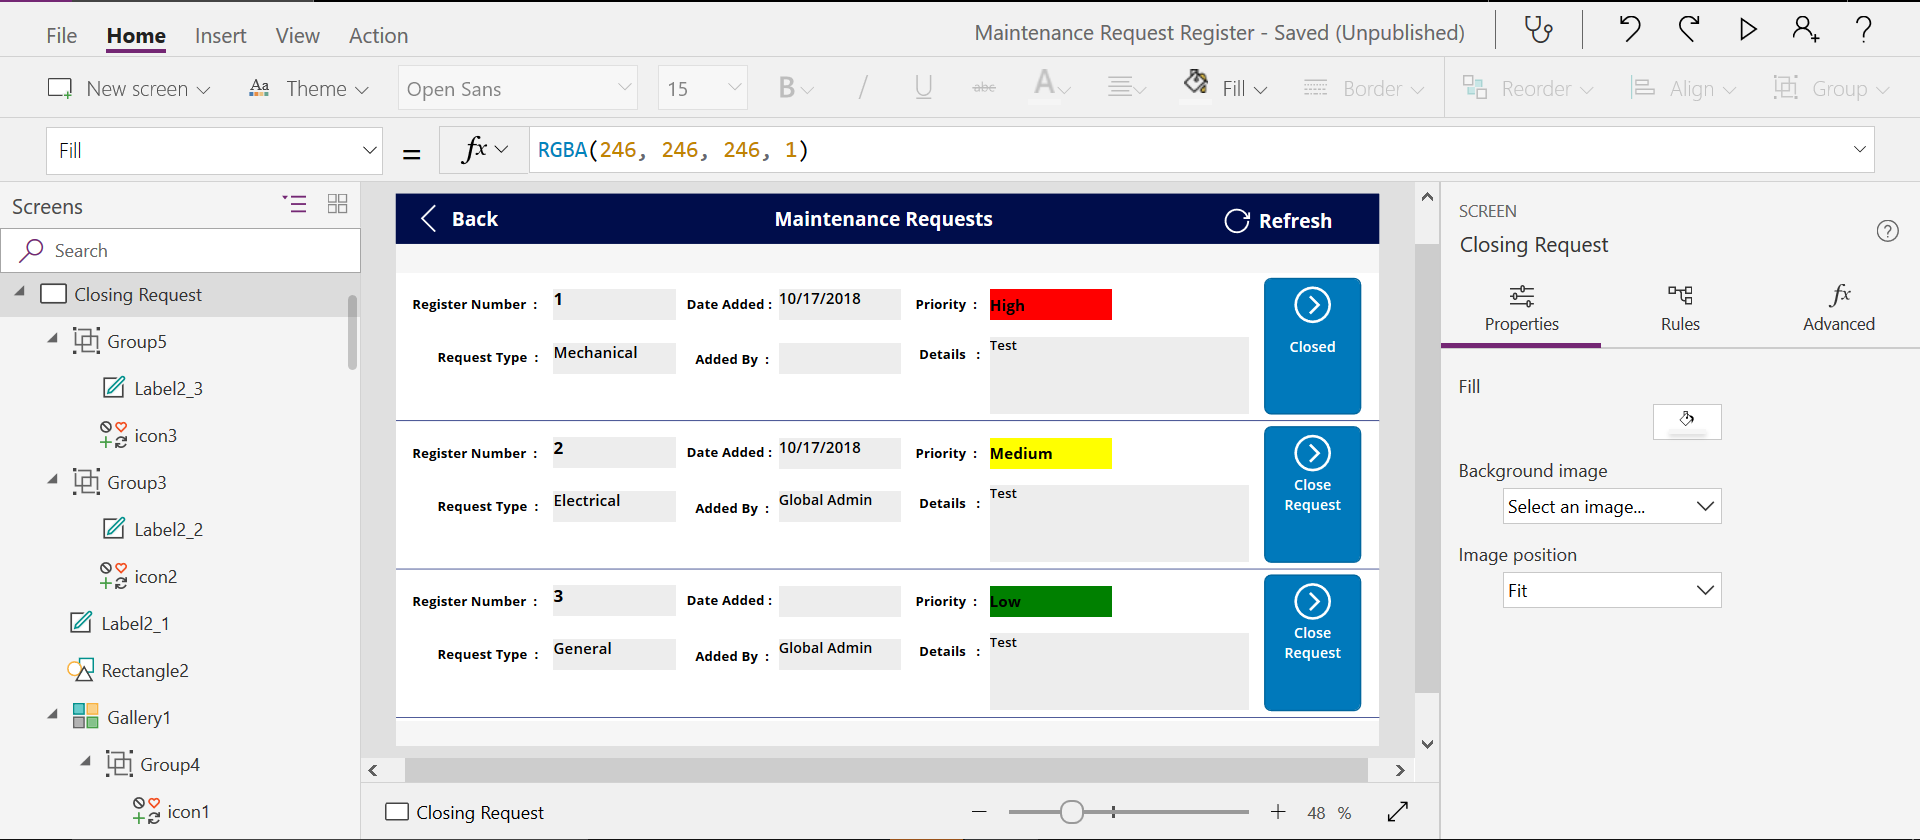 File Home Insert View Action
Maintenance Request Register - Saved (Unpublished)
New screen Aa Theme Open Sans 15 B / U abc A Fill Border Reorder Align Group
Fill = fx RGBA(246, 246, 246, 1)
Screens
Search
Closing Request
Group5
Label2_3
icon3
Group3
Label2_2
icon2
Label2_1
Rectangle2
Gallery1
Group4
icon1
Back Maintenance Requests Refresh
Register Number : 1 Date Added : 10/17/2018 Priority : High
Request Type : Mechanical Added By : Details : Test
Closed
Register Number : 2 Date Added : 10/17/2018 Priority : Medium
Request Type : Electrical Added By : Global Admin Details : Test
Close
Request
Register Number : 3 Date Added : Priority : Low
Request Type : General Added By : Global Admin Details : Test
Close
Request
Closing Request 48 %
SCREEN
Closing Request
Properties Rules fx Advanced
Fill
Background image
Select an image...
Image position
Fit